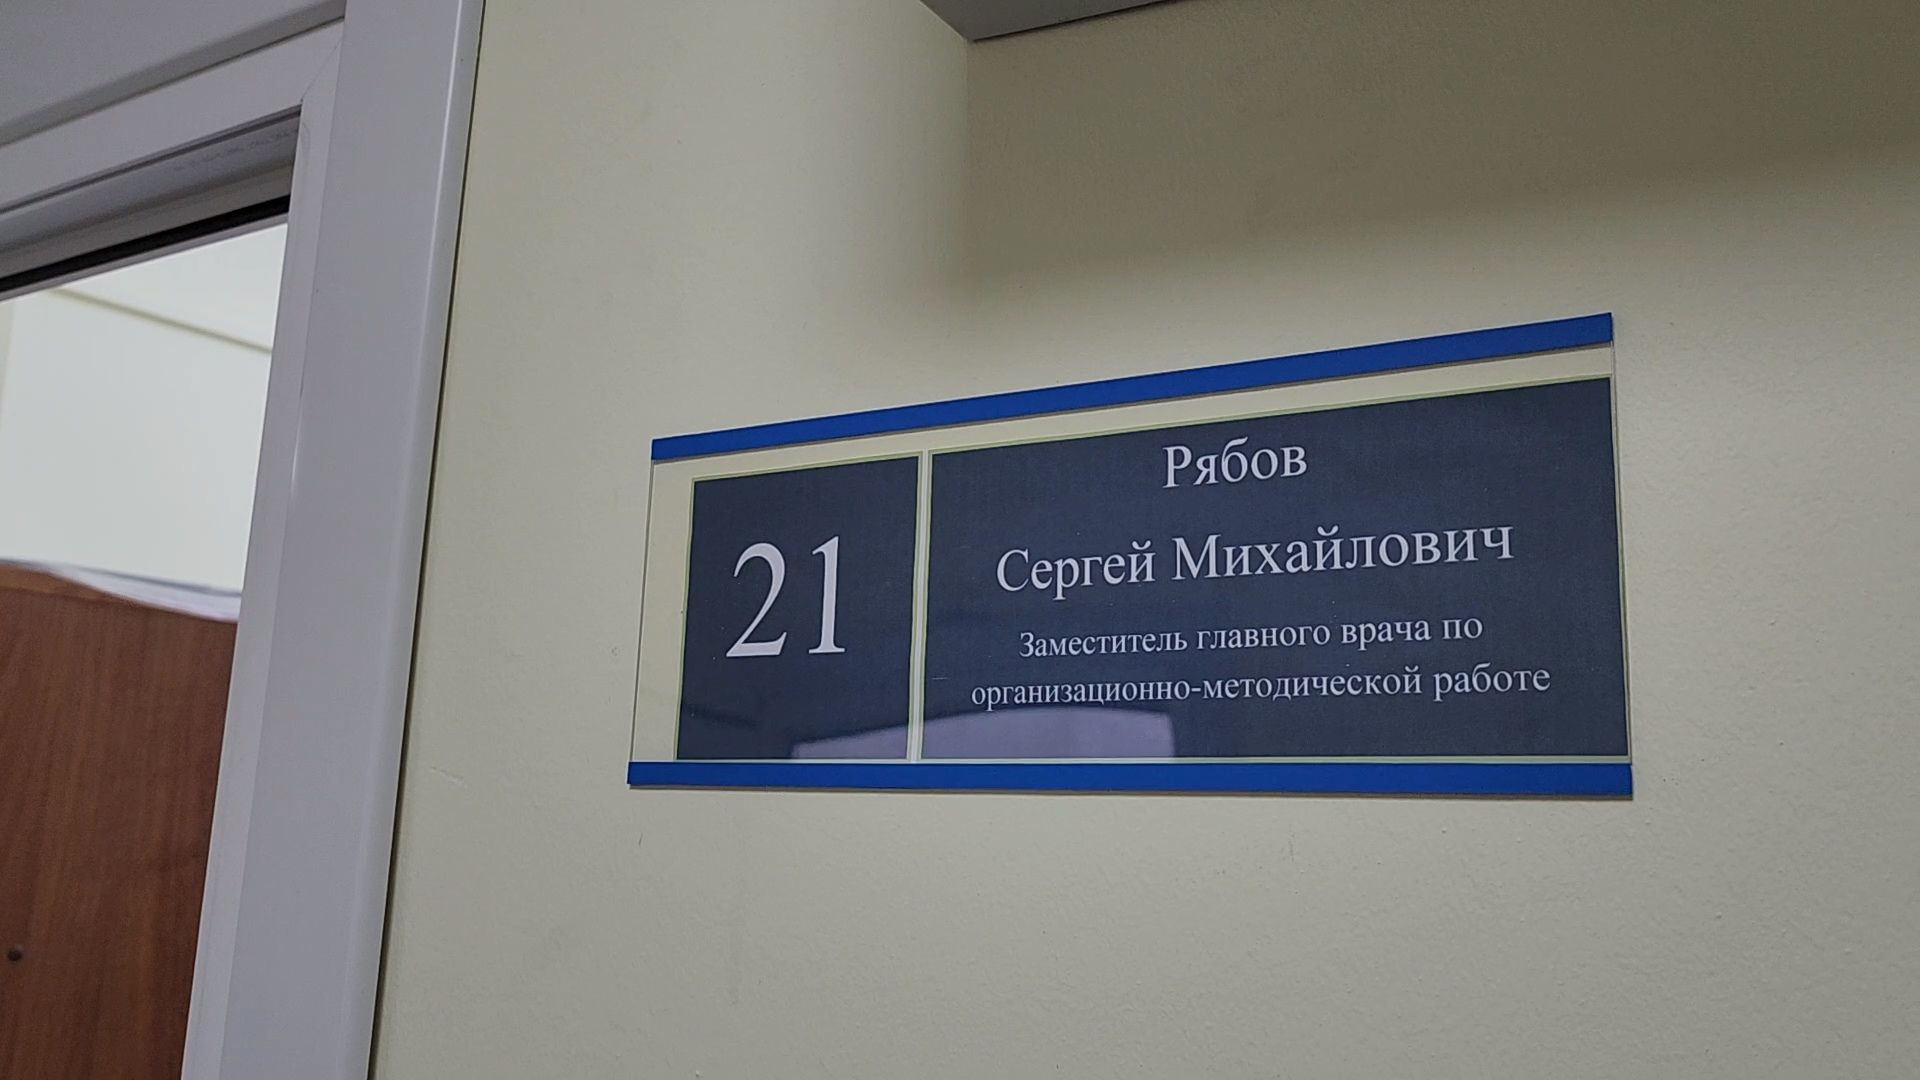 21
Рябов
Сергей Михайлович
Заместитель главного врача по
организационно-методической работе